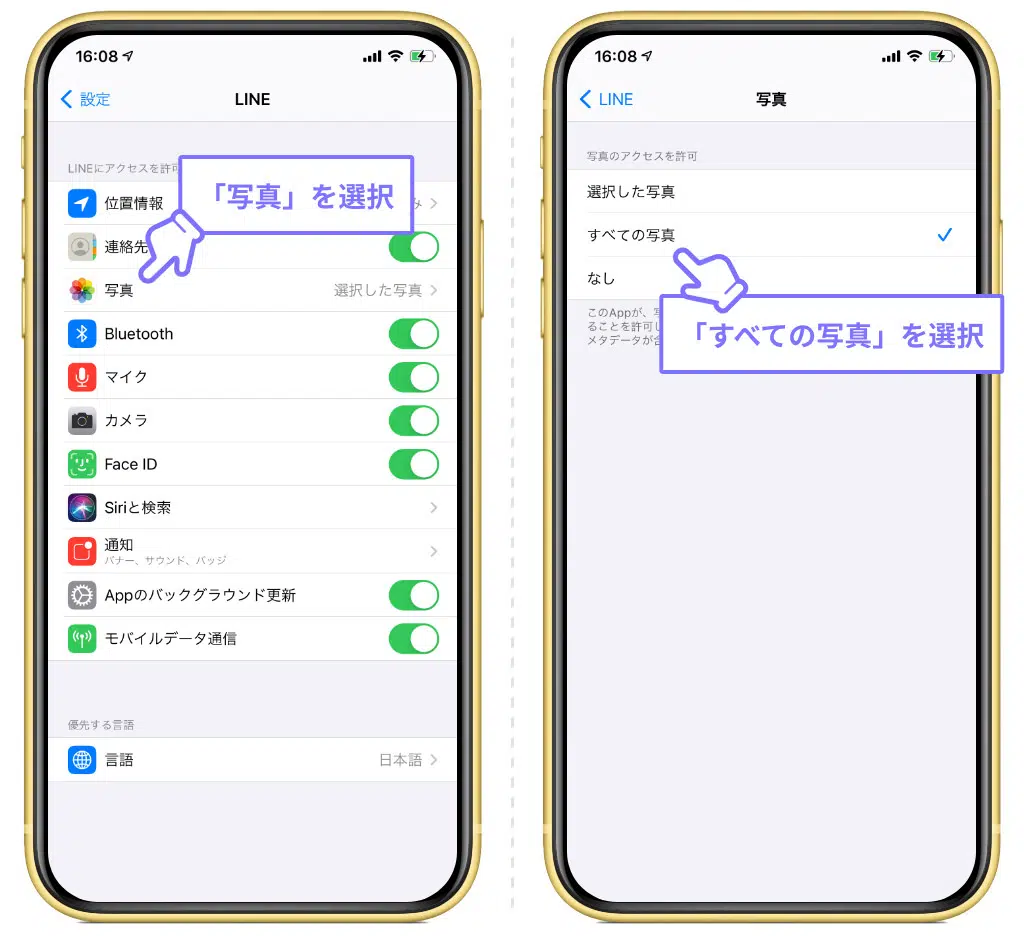 16:08
設定
LINE
LINEにアクセスを許可
「写真」を選択
位置情報
連絡先
写真
選択した写真
Bluetooth
マイク
カメラ
Face ID
Siriと検索
通知
バナー、サウンド、バッジ
Appのバックグラウンド更新
モバイルデータ通信
優先する言語
言語
日本語
16:08
LINE
写真
写真のアクセスを許可
選択した写真
すべての写真
なし
このAppが、
ることを許可し
メタデータが
「すべての写真」を選択